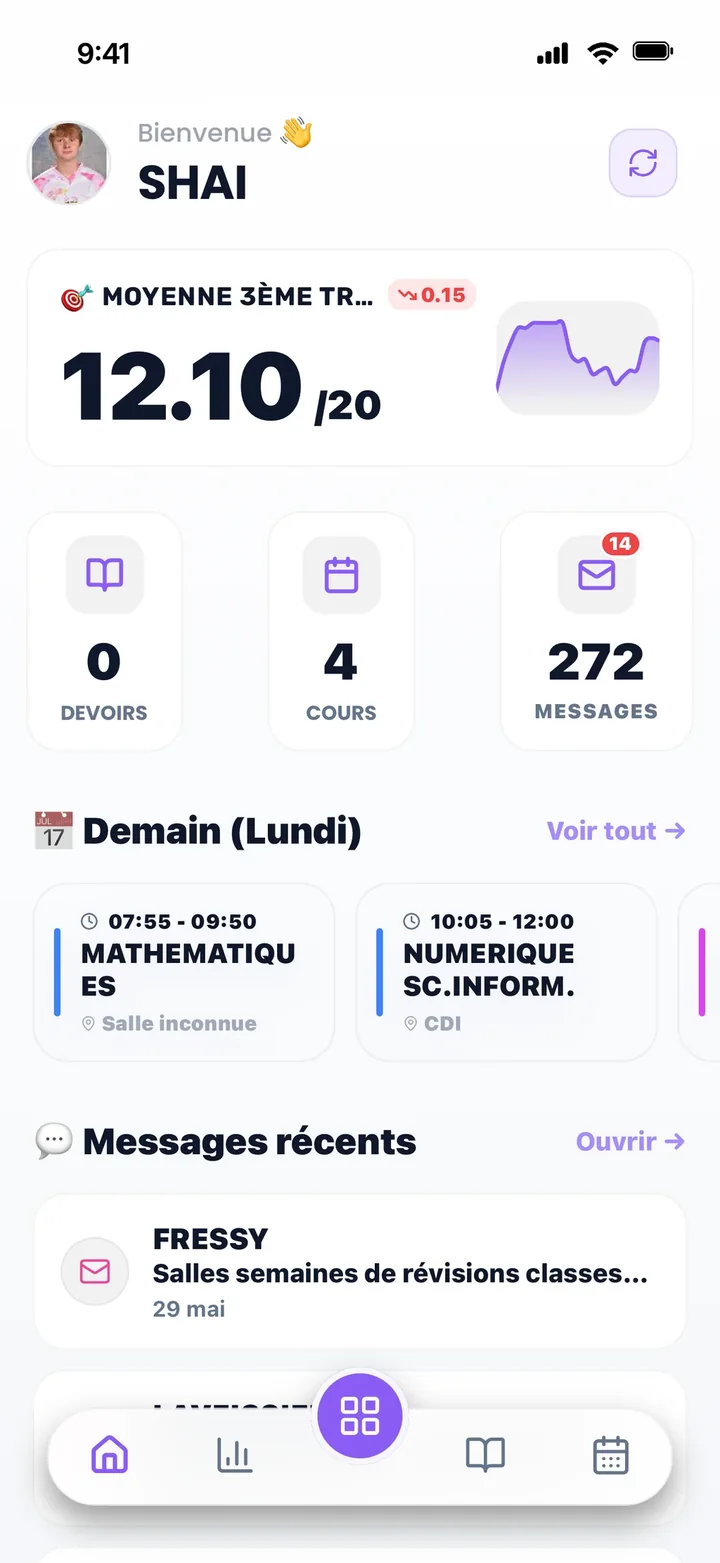 9:41
Bienvenue 👋
SHAI
🎯 MOYENNE 3ÈME TR... 0.15
12.10 /20
14
0 4 272
DEVOIRS COURS MESSAGES
JUL 17 Demain (Lundi) Voir tout →
07:55 - 09:50 10:05 - 12:00
MATHEMATIQU NUMERIQUE
ES SC.INFORM.
Salle inconnue CDI
💬 Messages récents Ouvrir →
FRESSY
Salles semaines de révisions classes...
29 mai